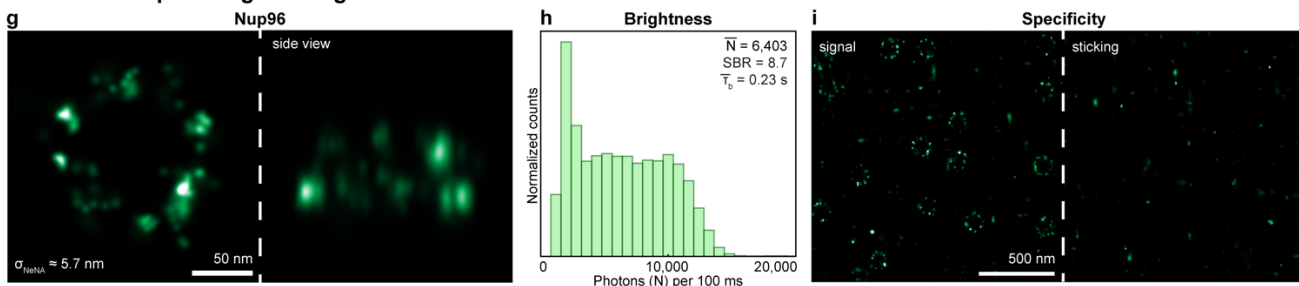 g
Nup96
side view
σNeNA ≈ 5.7 nm
50 nm
h
Brightness
N̅ = 6,403
SBR = 8.7
τ̅b = 0.23 s
Normalized counts
0
10,000
20,000
Photons (N) per 100 ms
i
Specificity
signal
sticking
500 nm